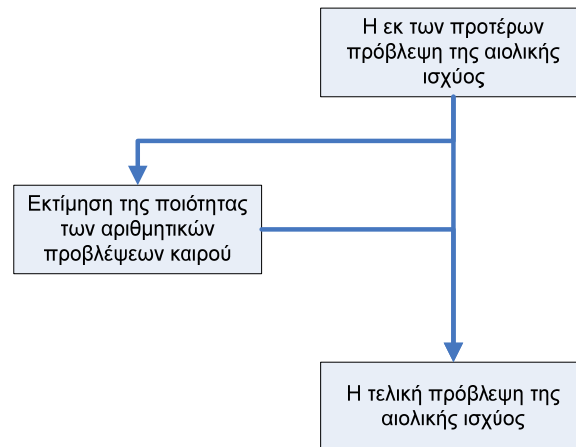 Η εκ των προτέρων
πρόβλεψη της αιολικής
ισχύος
Εκτίμηση της ποιότητας
των αριθμητικών
προβλέψεων καιρού
Η τελική πρόβλεψη της
αιολικής ισχύος